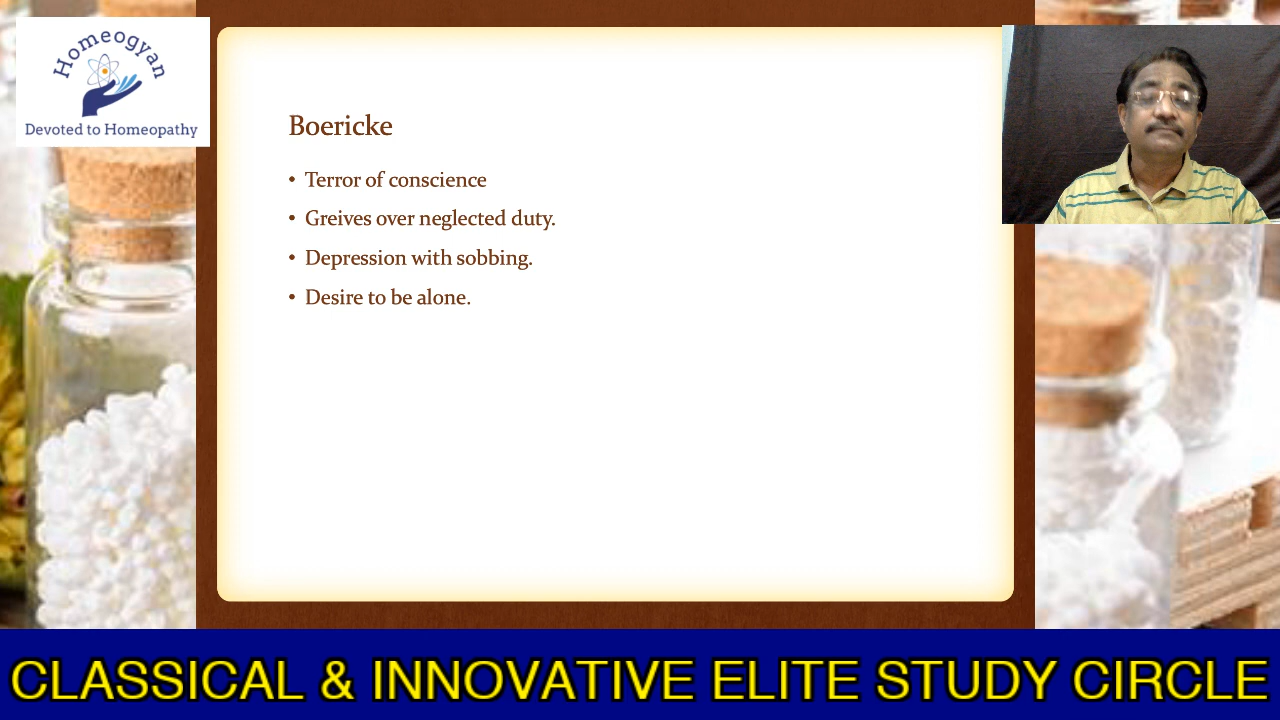 Homeogyan
Devoted to Homeopathy
Boericke
• Terror of conscience
• Greives over neglected duty.
• Depression with sobbing.
• Desire to be alone.
CLASSICAL & INNOVATIVE ELITE STUDY CIRCLE